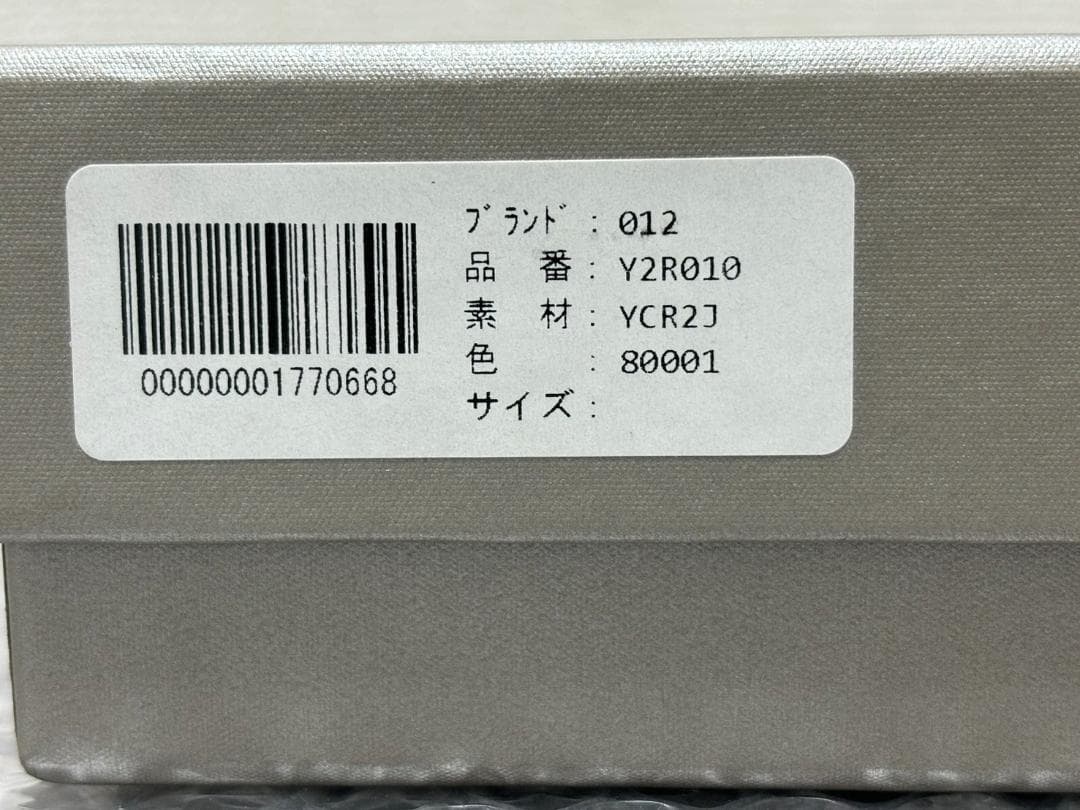 00000001770668
ブランド : 012
品 番 : Y2R010
素 材 : YCR2J
色 : 80001
サイズ :